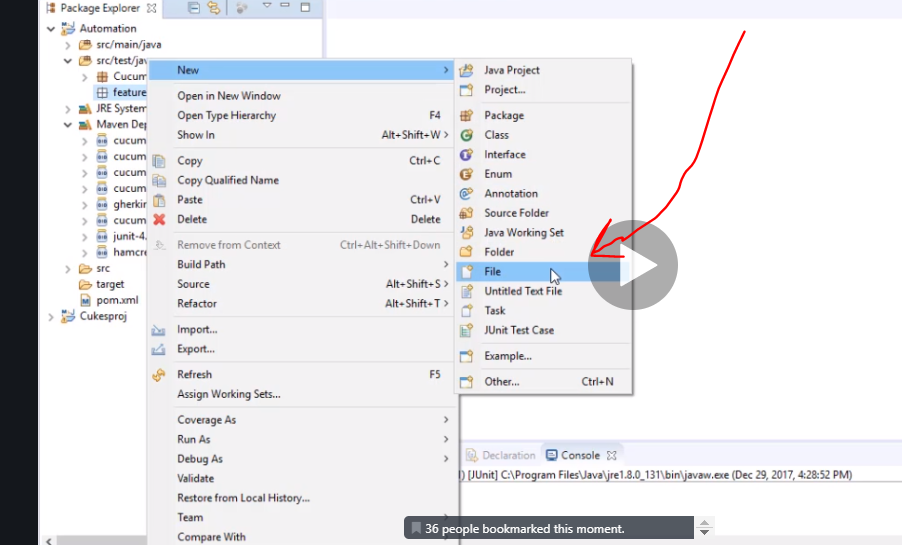 Package Explorer
Automation
src/main/java
src/test/jav
Cucum
feature
JRE System
Maven Dep
cucum
cucum
cucum
cucum
gherkin
cucum
junit-4.
hamcre
src
target
pom.xml
Cukesproj
New
Open in New Window
Open Type Hierarchy F4
Show In Alt+Shift+W
Copy Ctrl+C
Copy Qualified Name
Paste Ctrl+V
Delete Delete
Remove from Context Ctrl+Alt+Shift+Down
Build Path
Source Alt+Shift+S
Refactor Alt+Shift+T
Import...
Export...
Refresh F5
Assign Working Sets...
Coverage As
Run As
Debug As
Validate
Restore from Local History...
Team
Compare With
Java Project
Project...
Package
Class
Interface
Enum
Annotation
Source Folder
Java Working Set
Folder
File
Untitled Text File
Task
JUnit Test Case
Example...
Other... Ctrl+N
Declaration Console
) [JUnit] C:\Program Files\Java\jre1.8.0_131\bin\javaw.exe (Dec 29, 2017, 4:28:52 PM)
36 people bookmarked this moment.